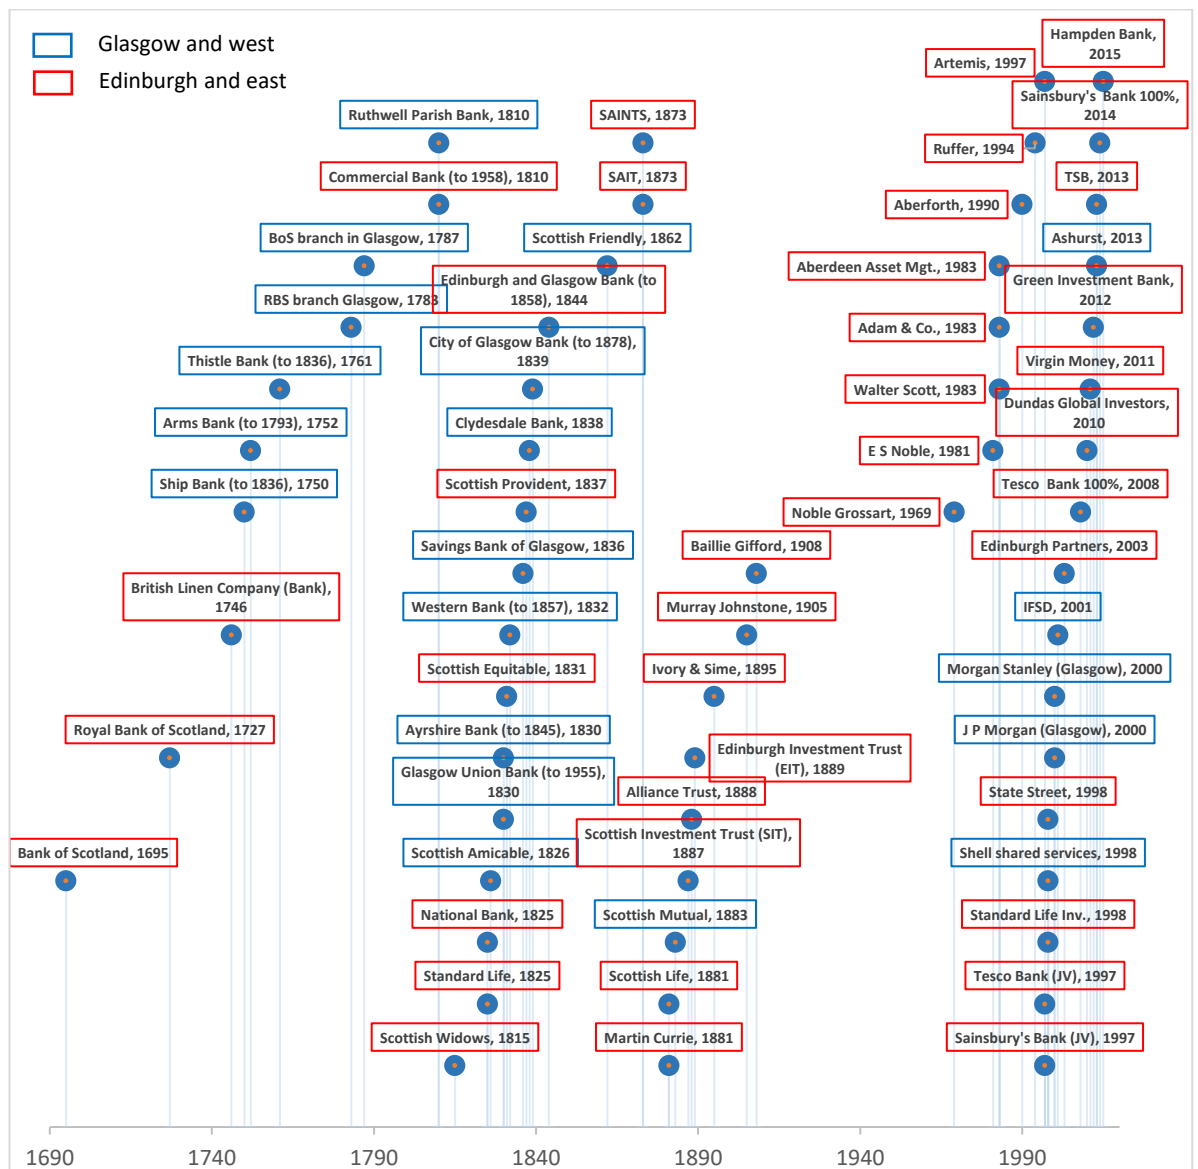 Glasgow and west
Edinburgh and east
Hampden Bank,
2015
Artemis, 1997
Sainsbury's Bank 100%,
2014
Ruthwell Parish Bank, 1810
SAINTS, 1873
Ruffer, 1994
Commercial Bank (to 1958), 1810
SAIT, 1873
TSB, 2013
Aberforth, 1990
BoS branch in Glasgow, 1787
Scottish Friendly, 1862
Ashurst, 2013
Aberdeen Asset Mgt., 1983
RBS branch Glasgow, 1783
Edinburgh and Glasgow Bank (to
1858), 1844
Green Investment Bank,
2012
Adam & Co., 1983
City of Glasgow Bank (to 1878),
1839
Thistle Bank (to 1836), 1761
Virgin Money, 2011
Walter Scott, 1983
Dundas Global Investors,
2010
Arms Bank (to 1793), 1752
Clydesdale Bank, 1838
E S Noble, 1981
Ship Bank (to 1836), 1750
Scottish Provident, 1837
Tesco Bank 100%, 2008
Noble Grossart, 1969
Savings Bank of Glasgow, 1836
Baillie Gifford, 1908
Edinburgh Partners, 2003
British Linen Company (Bank),
1746
Western Bank (to 1857), 1832
Murray Johnstone, 1905
IFSD, 2001
Scottish Equitable, 1831
Ivory & Sime, 1895
Morgan Stanley (Glasgow), 2000
Royal Bank of Scotland, 1727
Ayrshire Bank (to 1845), 1830
J P Morgan (Glasgow), 2000
Edinburgh Investment Trust
(EIT), 1889
Glasgow Union Bank (to 1955),
1830
Alliance Trust, 1888
State Street, 1998
Bank of Scotland, 1695
Scottish Amicable, 1826
Scottish Investment Trust (SIT),
1887
Shell shared services, 1998
National Bank, 1825
Scottish Mutual, 1883
Standard Life Inv., 1998
Standard Life, 1825
Scottish Life, 1881
Tesco Bank (JV), 1997
Scottish Widows, 1815
Martin Currie, 1881
Sainsbury's Bank (JV), 1997
1690
1740
1790
1840
1890
1940
1990